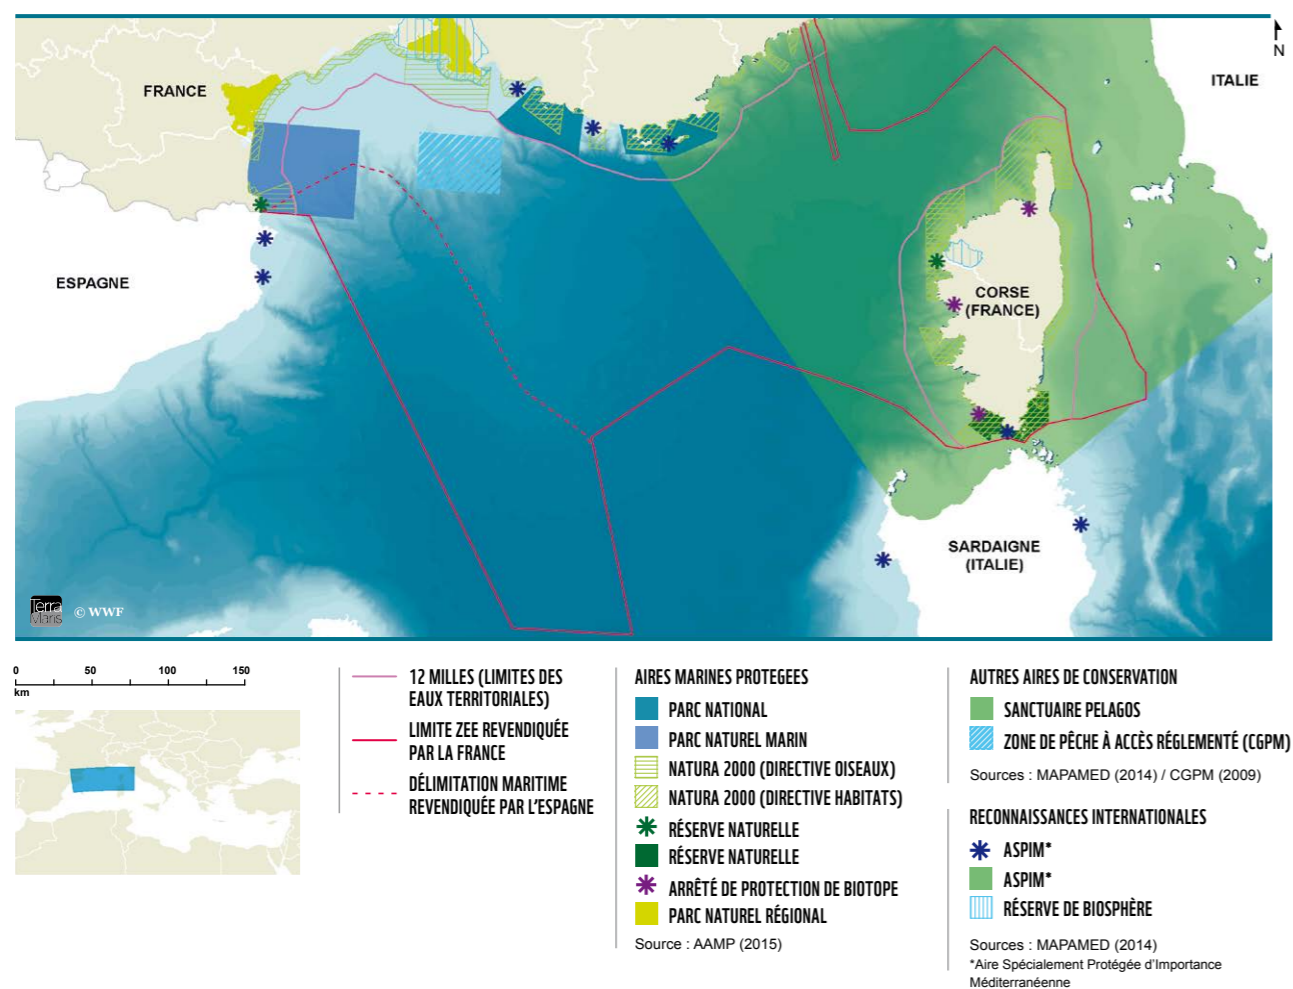 N
FRANCE
ITALIE
ESPAGNE
CORSE
(FRANCE)
SARDAIGNE
(ITALIE)
Terra
Maris
© WWF
0 50 100 150
km
12 MILLES (LIMITES DES
EAUX TERRITORIALES)
LIMITE ZEE REVENDIQUÉE
PAR LA FRANCE
DÉLIMITATION MARITIME
REVENDIQUÉE PAR L'ESPAGNE
AIRES MARINES PROTEGEES
PARC NATIONAL
PARC NATUREL MARIN
NATURA 2000 (DIRECTIVE OISEAUX)
NATURA 2000 (DIRECTIVE HABITATS)
RÉSERVE NATURELLE
RÉSERVE NATURELLE
ARRÊTÉ DE PROTECTION DE BIOTOPE
PARC NATUREL RÉGIONAL
Source : AAMP (2015)
AUTRES AIRES DE CONSERVATION
SANCTUAIRE PELAGOS
ZONE DE PÊCHE À ACCÈS RÉGLEMENTÉ (CGPM)
Sources : MAPAMED (2014) / CGPM (2009)
RECONNAISSANCES INTERNATIONALES
ASPIM*
ASPIM*
RÉSERVE DE BIOSPHÈRE
Sources : MAPAMED (2014)
*Aire Spécialement Protégée d'Importance
Méditerranéenne